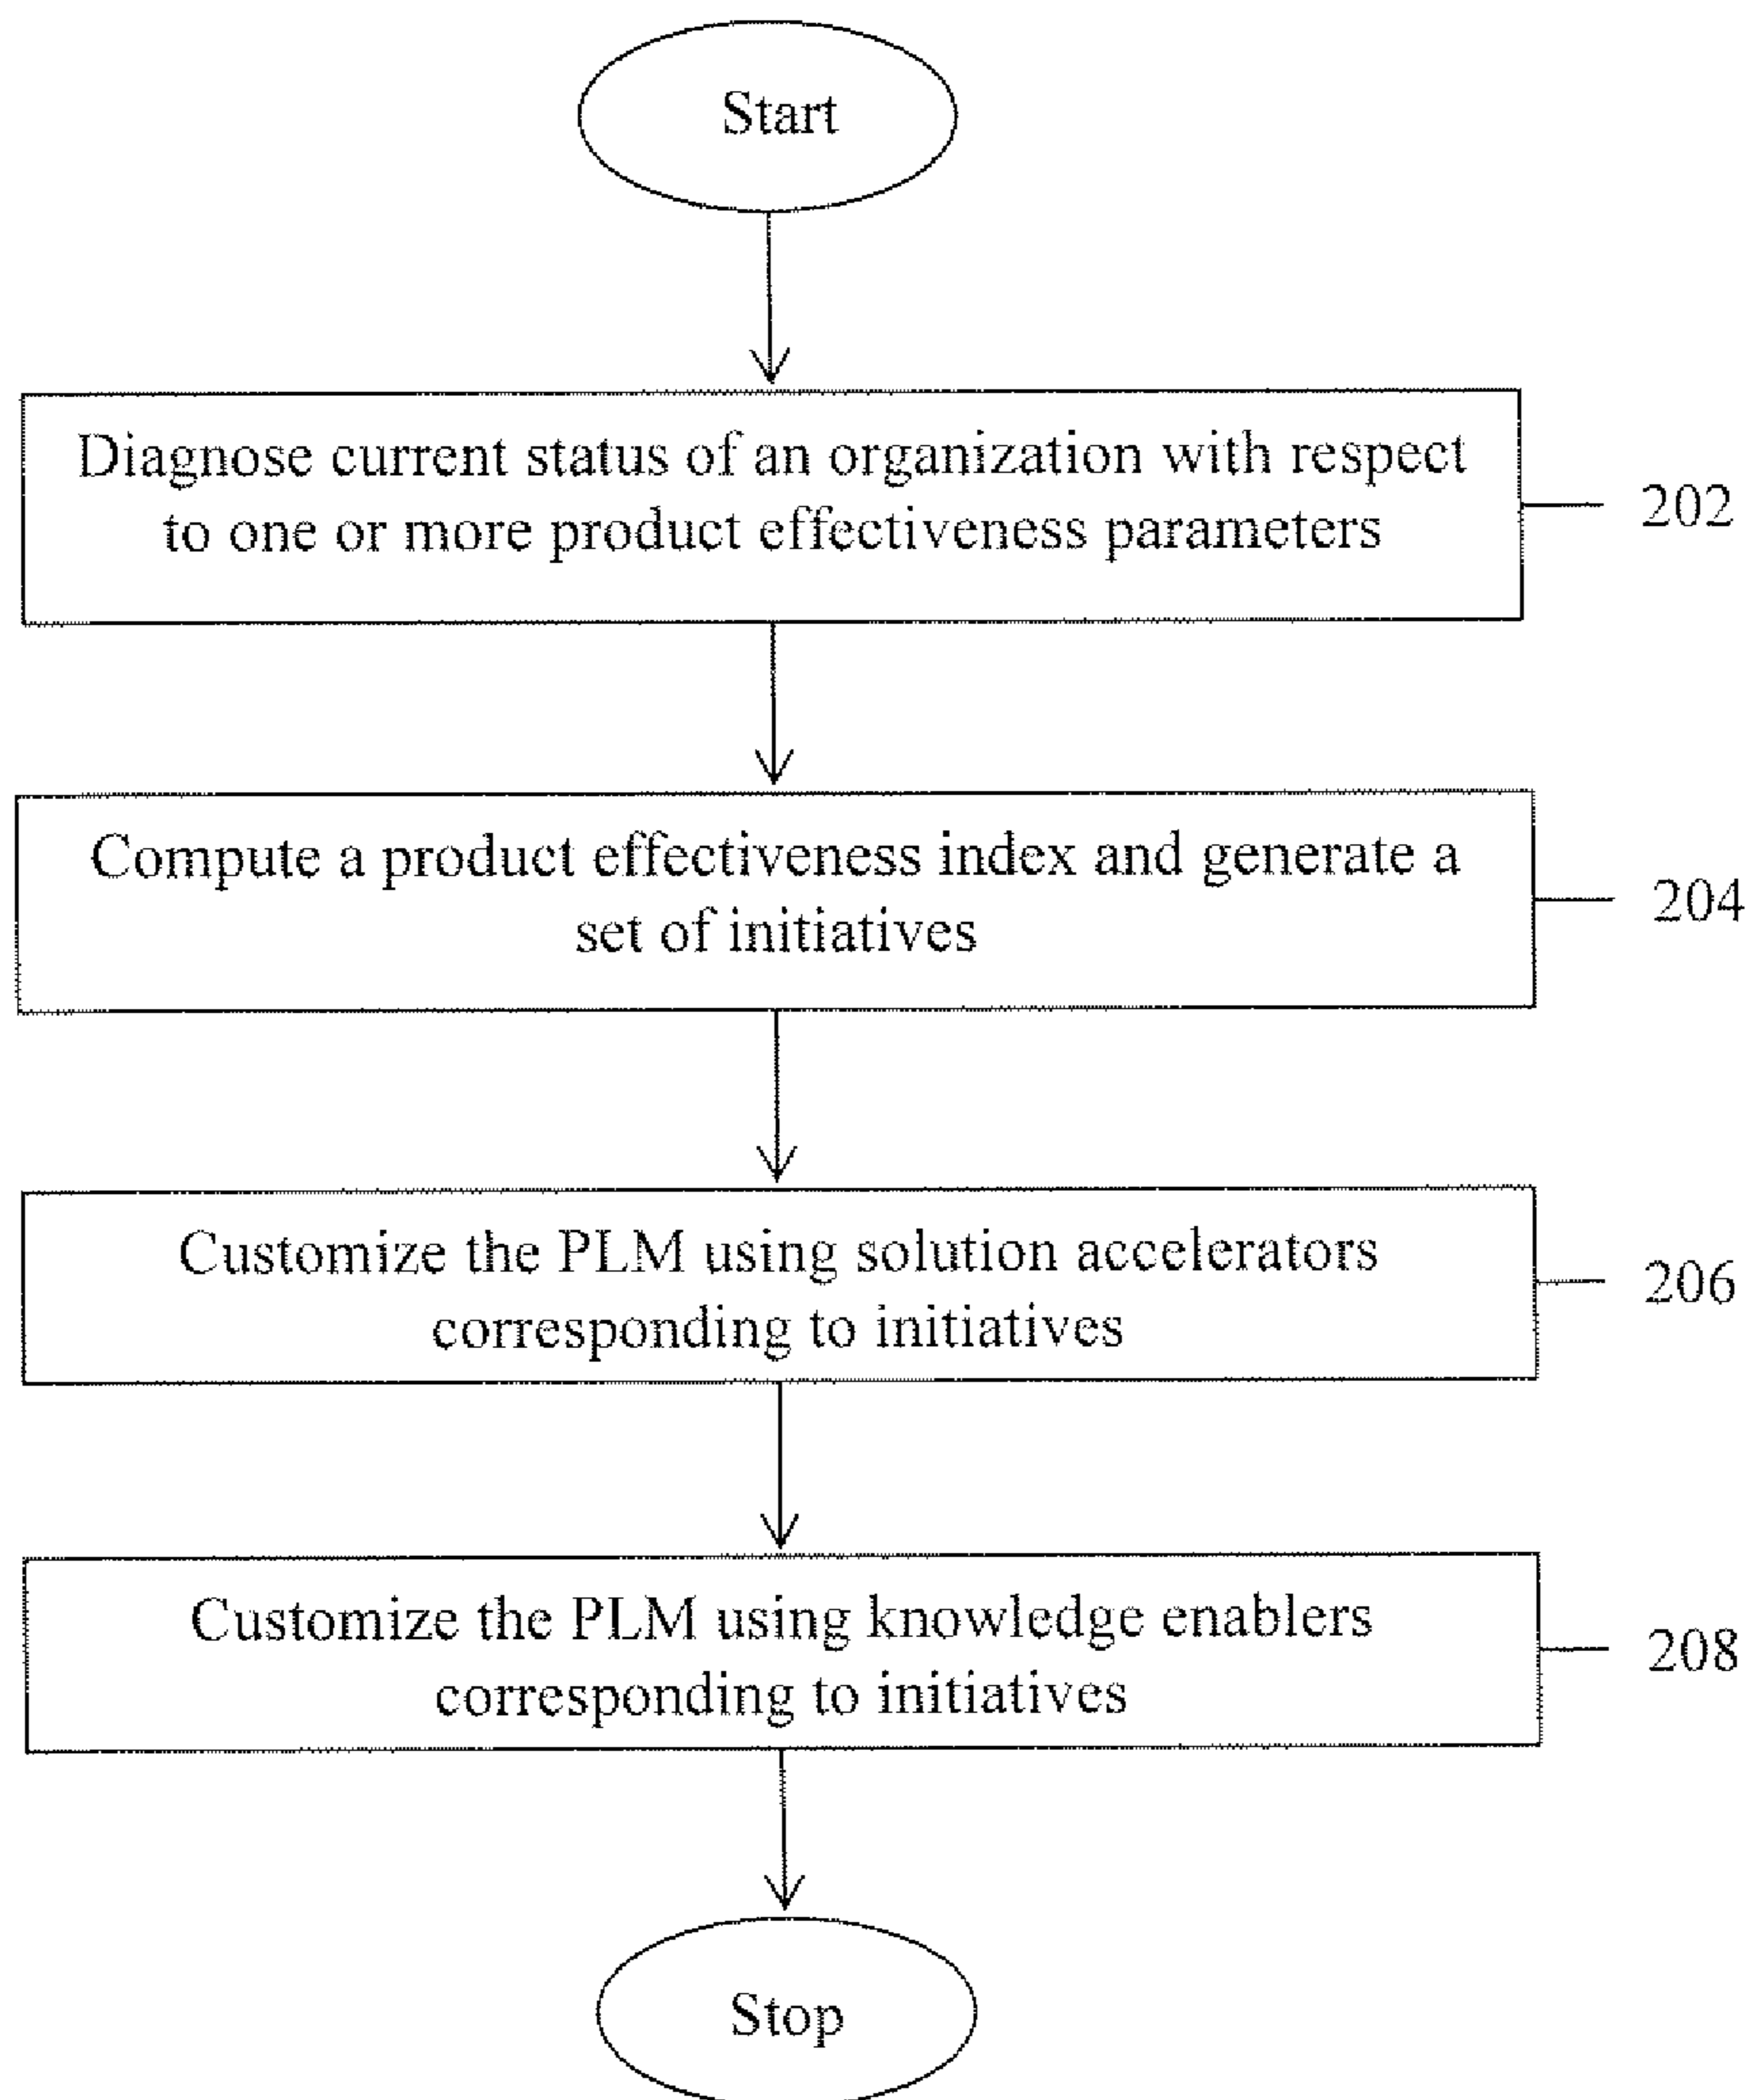 Start
Diagnose current status of an organization with respect
to one or more product effectiveness parameters
202
Compute a product effectiveness index and generate a
set of initiatives
204
Customize the PLM using solution accelerators
corresponding to initiatives
206
Customize the PLM using knowledge enablers
corresponding to initiatives
208
Stop